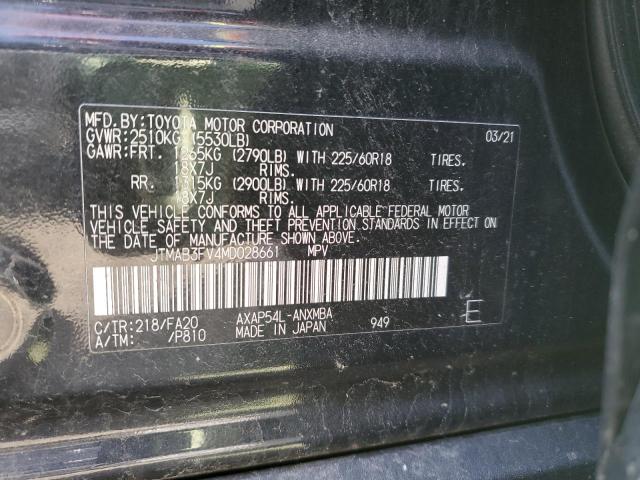 MFD.BY:TOYOTA MOTOR CORPORATION 03/21
GVWR:2510KG (5530LB)
GAWR:FRT. 1265KG (2790LB) WITH 225/60R18 TIRES.
18X7J RIMS.
RR. 1315KG (2900LB) WITH 225/60R18 TIRES.
18X7J RIMS.
THIS VEHICLE CONFORMS TO ALL APPLICABLE FEDERAL MOTOR
VEHICLE SAFETY AND THEFT PREVENTION STANDARDS IN
EFFECT ON THE DATE OF MANUFACTURE SHOWN ABOVE.
JTMAB3FV4MD028661 MPV
C/TR:218/FA20 AXAP54L-ANXMBA
A/TM: /P810 MADE IN JAPAN 949 E